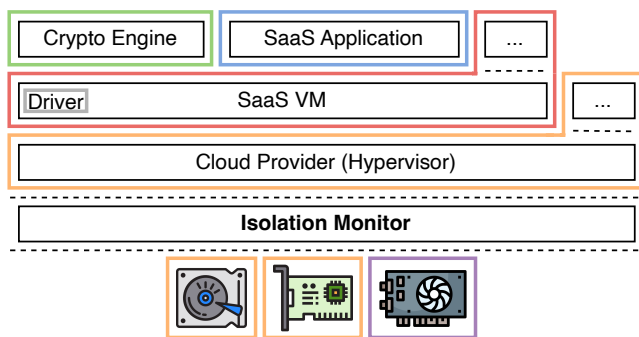 Crypto Engine
SaaS Application
...
Driver
SaaS VM
...
Cloud Provider (Hypervisor)
Isolation Monitor